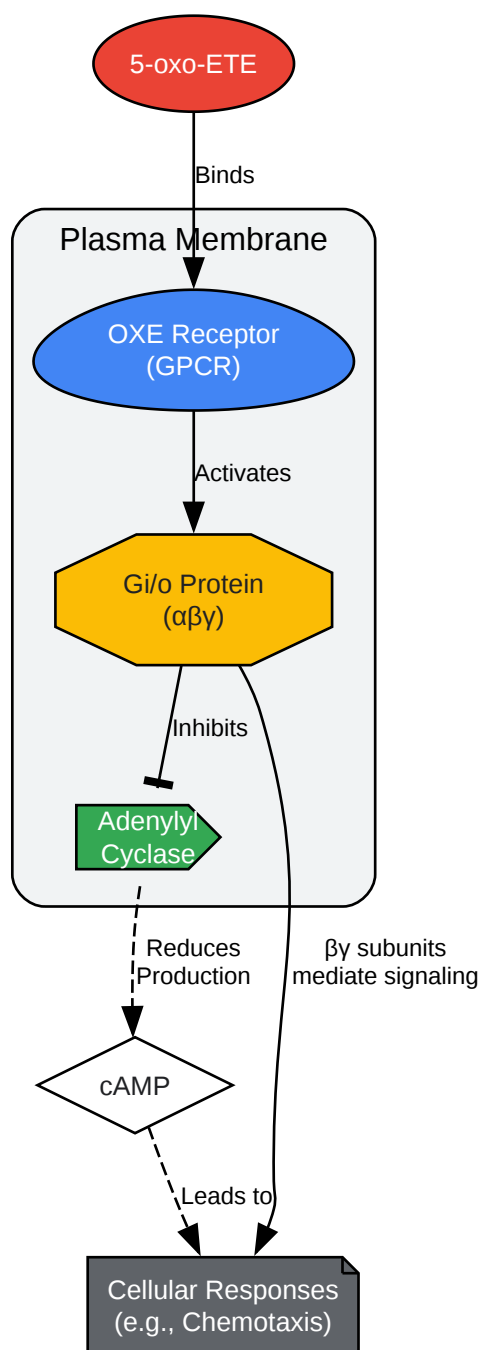 5-oxo-ETE
Binds
Plasma Membrane
OXE Receptor
(GPCR)
Activates
Gi/o Protein
(αβγ)
Inhibits
Adenylyl
Cyclase
Reduces
Production
βγ subunits
mediate signaling
cAMP
Leads to
Cellular Responses
(e.g., Chemotaxis)